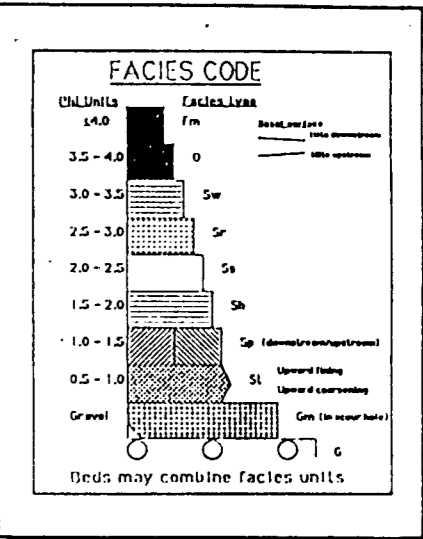 FACIES CODE
Phi Units Facies Type
≤4.0 Fm Basal surface
tilts downstream
3.5 - 4.0 O tilts upstream
3.0 - 3.5 Sw
2.5 - 3.0 Sr
2.0 - 2.5 Ss
1.5 - 2.0 Sh
1.0 - 1.5 Sp (downstream/upstream)
0.5 - 1.0 Sl Upward fining
Upward coarsening
Gravel Gm (in scour hole)
G
Beds may combine facies units